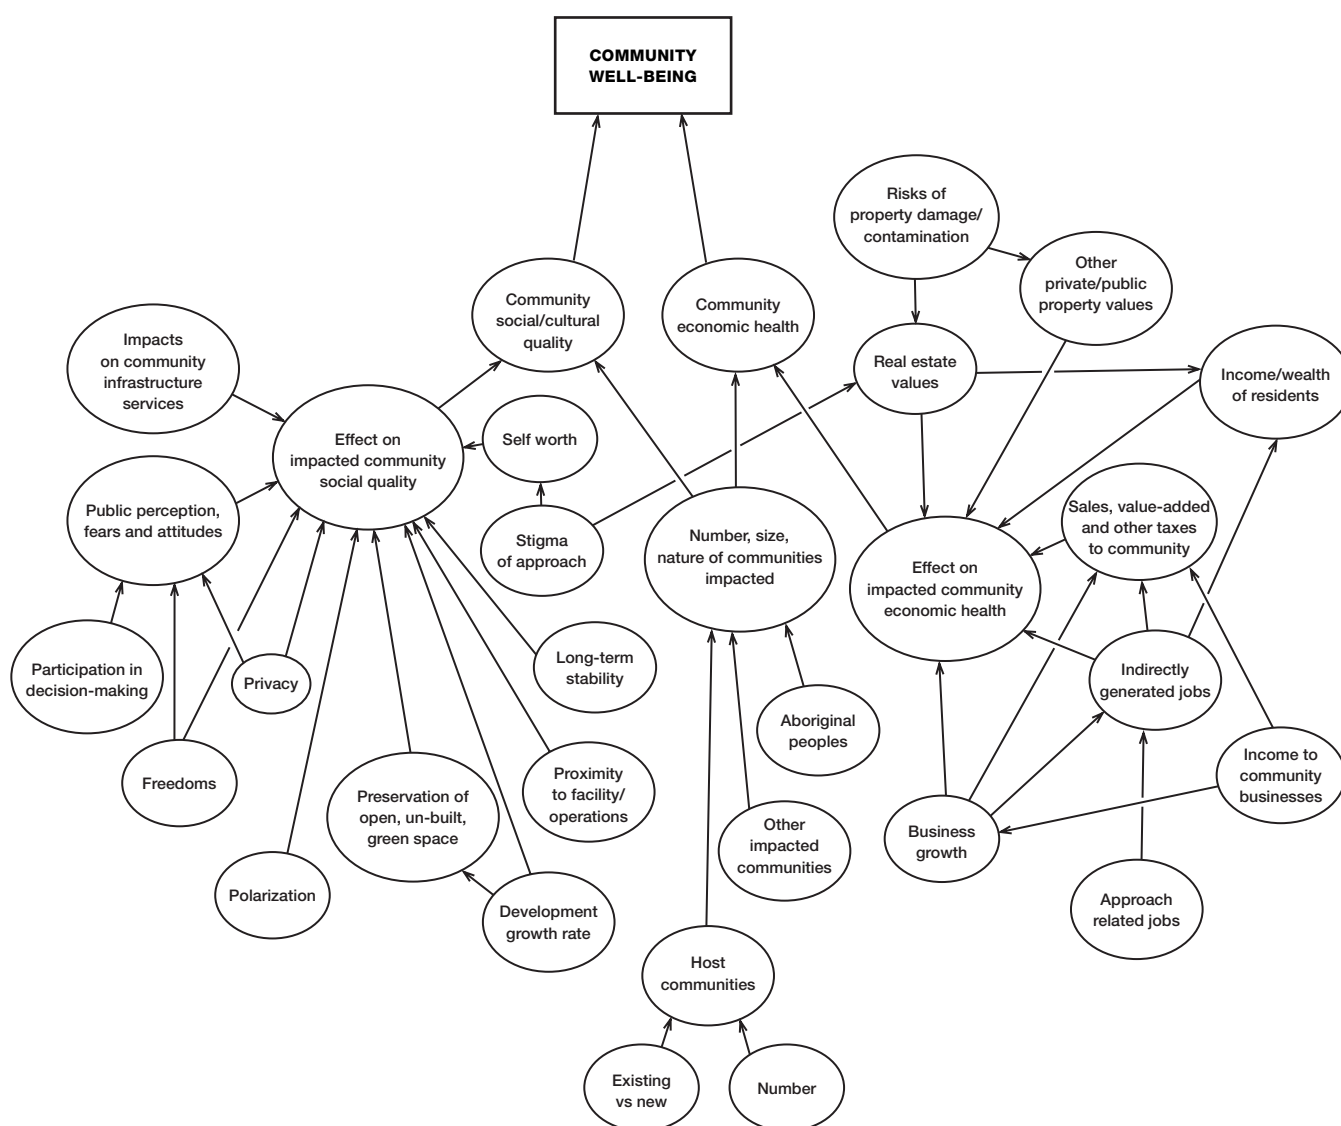 COMMUNITY
WELL-BEING
Risks of
property damage/
contamination
Other
private/public
property values
Community
social/cultural
quality
Community
economic health
Impacts
on community
infrastructure
services
Real estate
values
Income/wealth
of residents
Effect on
impacted community
social quality
Self worth
Public perception,
fears and attitudes
Stigma
of approach
Number, size,
nature of communities
impacted
Sales, value-added
and other taxes
to community
Effect on
impacted community
economic health
Participation in
decision-making
Privacy
Long-term
stability
Indirectly
generated jobs
Aboriginal
peoples
Freedoms
Preservation of
open, un-built,
green space
Proximity
to facility/
operations
Income to
community
businesses
Other
impacted
communities
Business
growth
Polarization
Development
growth rate
Approach
related jobs
Host
communities
Existing
vs new
Number